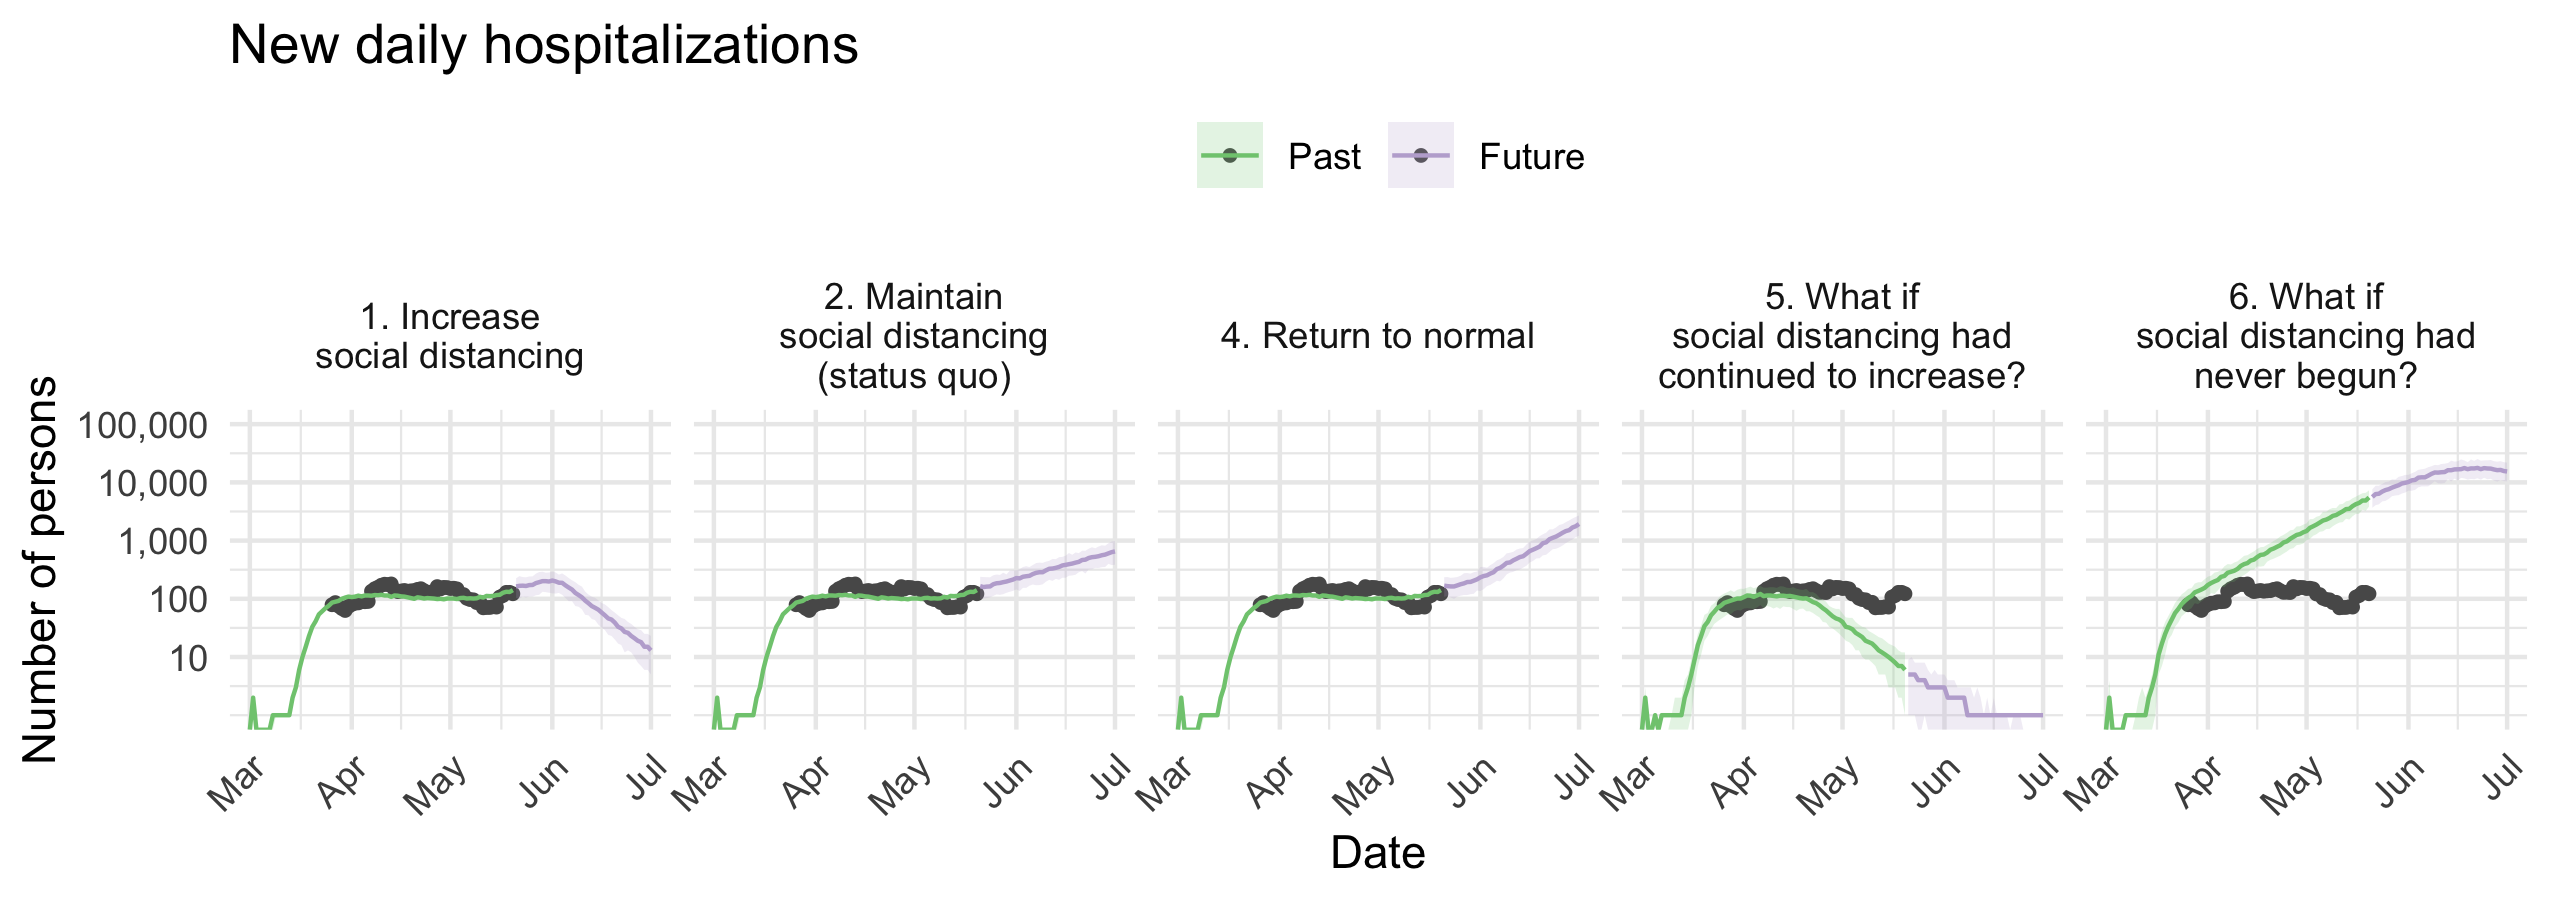 New daily hospitalizations
Past
Future
1. Increase
social distancing
2. Maintain
social distancing
(status quo)
4. Return to normal
5. What if
social distancing had
continued to increase?
6. What if
social distancing had
never begun?
Number of persons
100,000
10,000
1,000
100
10
Mar Apr May Jun Jul
Mar Apr May Jun Jul
Mar Apr May Jun Jul
Mar Apr May Jun Jul
Mar Apr May Jun Jul
Date